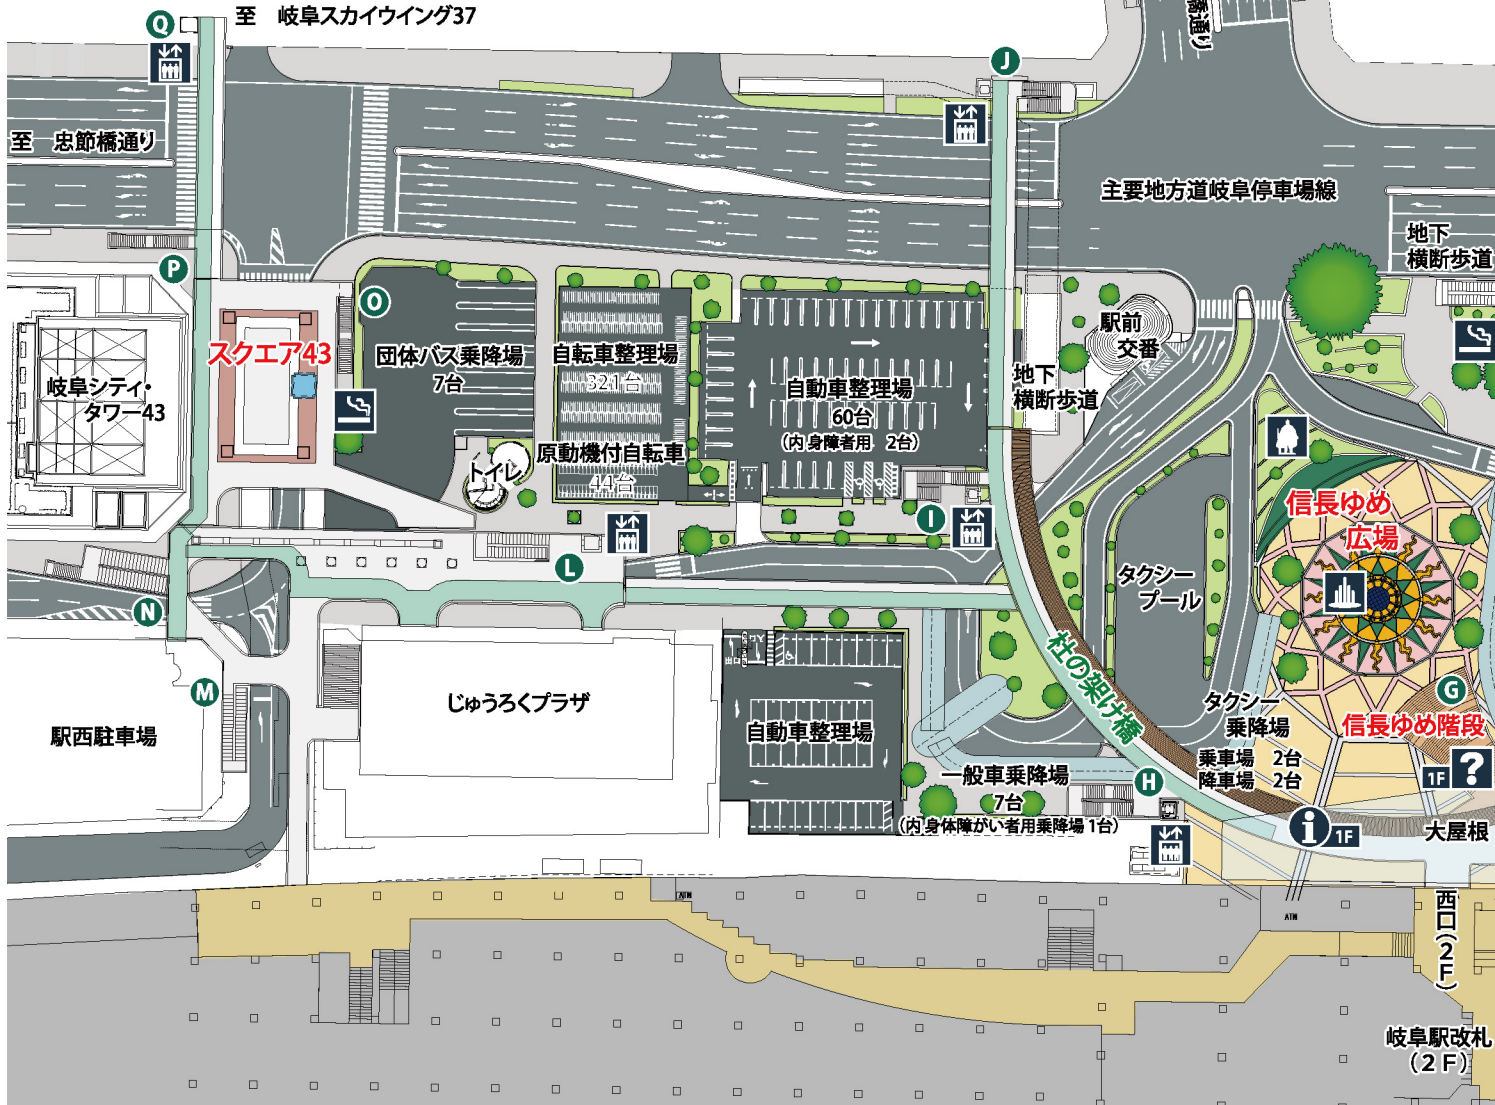 Q
至 岐阜スカイウイング37
橋通り
J
至 忠節橋通り
主要地方道岐阜停車場線
地下
横断歩道
P
O
駅前
交番
スクエア43
団体バス乗降場
7台
自転車整理場
321台
岐阜シティ・
タワー43
自動車整理場
60台
(内 身障者用 2台)
地下
横断歩道
原動機付自転車
44台
トイレ
信長ゆめ
広場
I
L
タクシー
プール
N
杜の架け橋
M
じゅうろくプラザ
G
タクシー
乗降場
信長ゆめ階段
駅西駐車場
自動車整理場
乗車場 2台
降車場 2台
1F ?
一般車乗降場
7台
(内 身体障がい者用乗降場 1台)
H
i 1F
大屋根
ATM
ATM
西口(2F)
岐阜駅改札
(2F)